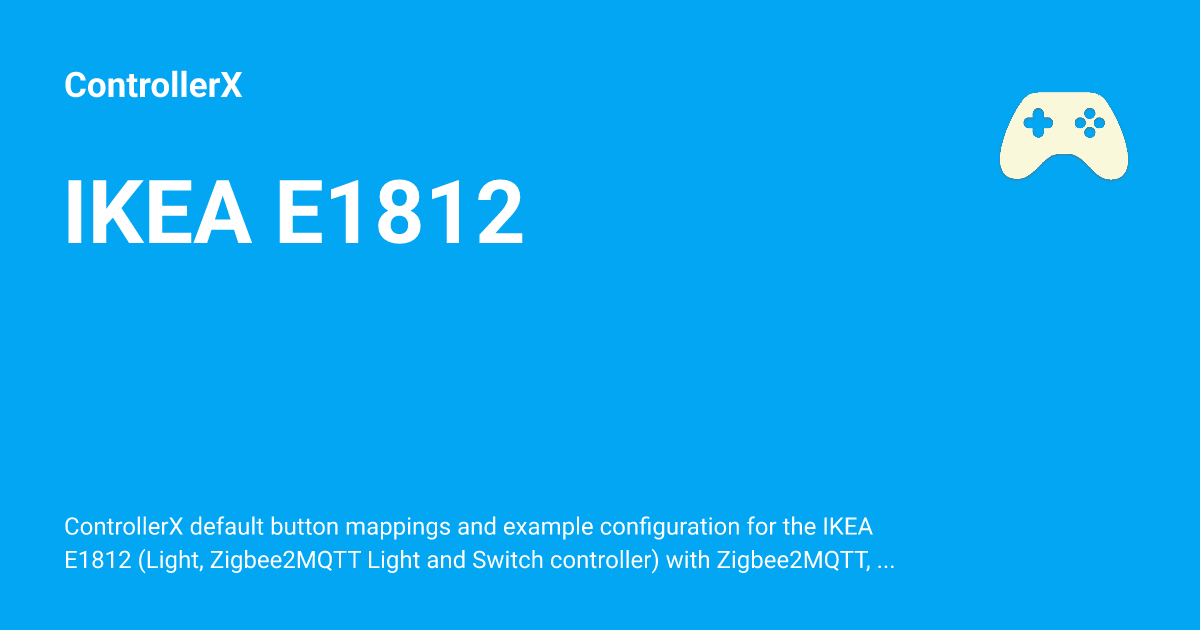 ControllerX
IKEA E1812
ControllerX default button mappings and example configuration for the IKEA
E1812 (Light, Zigbee2MQTT Light and Switch controller) with Zigbee2MQTT, ...